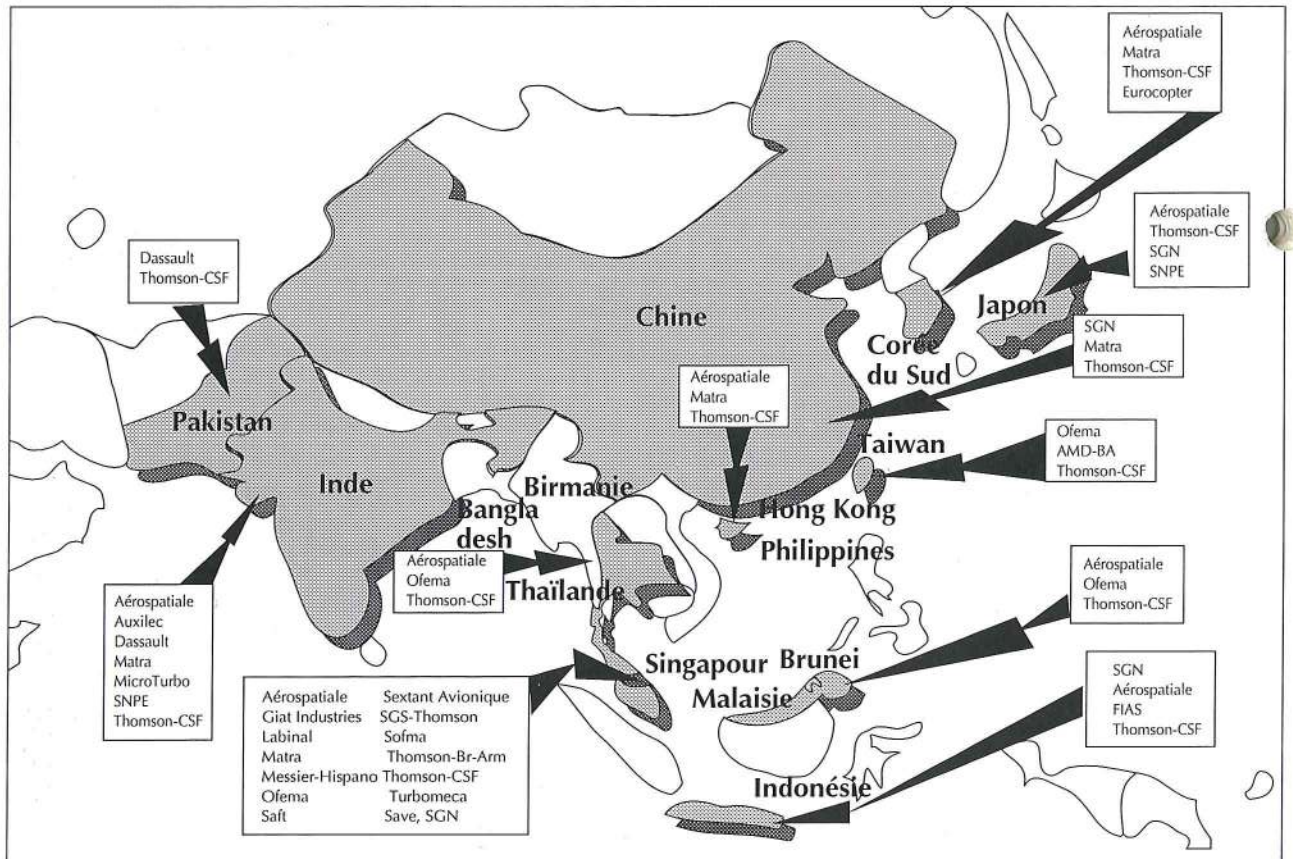 Aérospatiale
Matra
Thomson-CSF
Eurocopter
Aérospatiale
Thomson-CSF
SGN
SNPE
Dassault
Thomson-CSF
Chine
Japon
Corée
du Sud
SGN
Matra
Thomson-CSF
Aérospatiale
Matra
Thomson-CSF
Pakistan
Taiwan
Ofema
AMD-BA
Thomson-CSF
Inde
Birmanie
Bangla
desh
Hong Kong
Philippines
Aérospatiale
Ofema
Thomson-CSF
Thaïlande
Aérospatiale
Ofema
Thomson-CSF
Aérospatiale
Auxilec
Dassault
Matra
MicroTurbo
SNPE
Thomson-CSF
Singapour
Brunei
Malaisie
SGN
Aérospatiale
FIAS
Thomson-CSF
Aérospatiale Sextant Avionique
Giat Industries SGS-Thomson
Labinal Sofma
Matra Thomson-Br-Arm
Messier-Hispano Thomson-CSF
Ofema Turbomeca
Saft Save, SGN
Indonésie